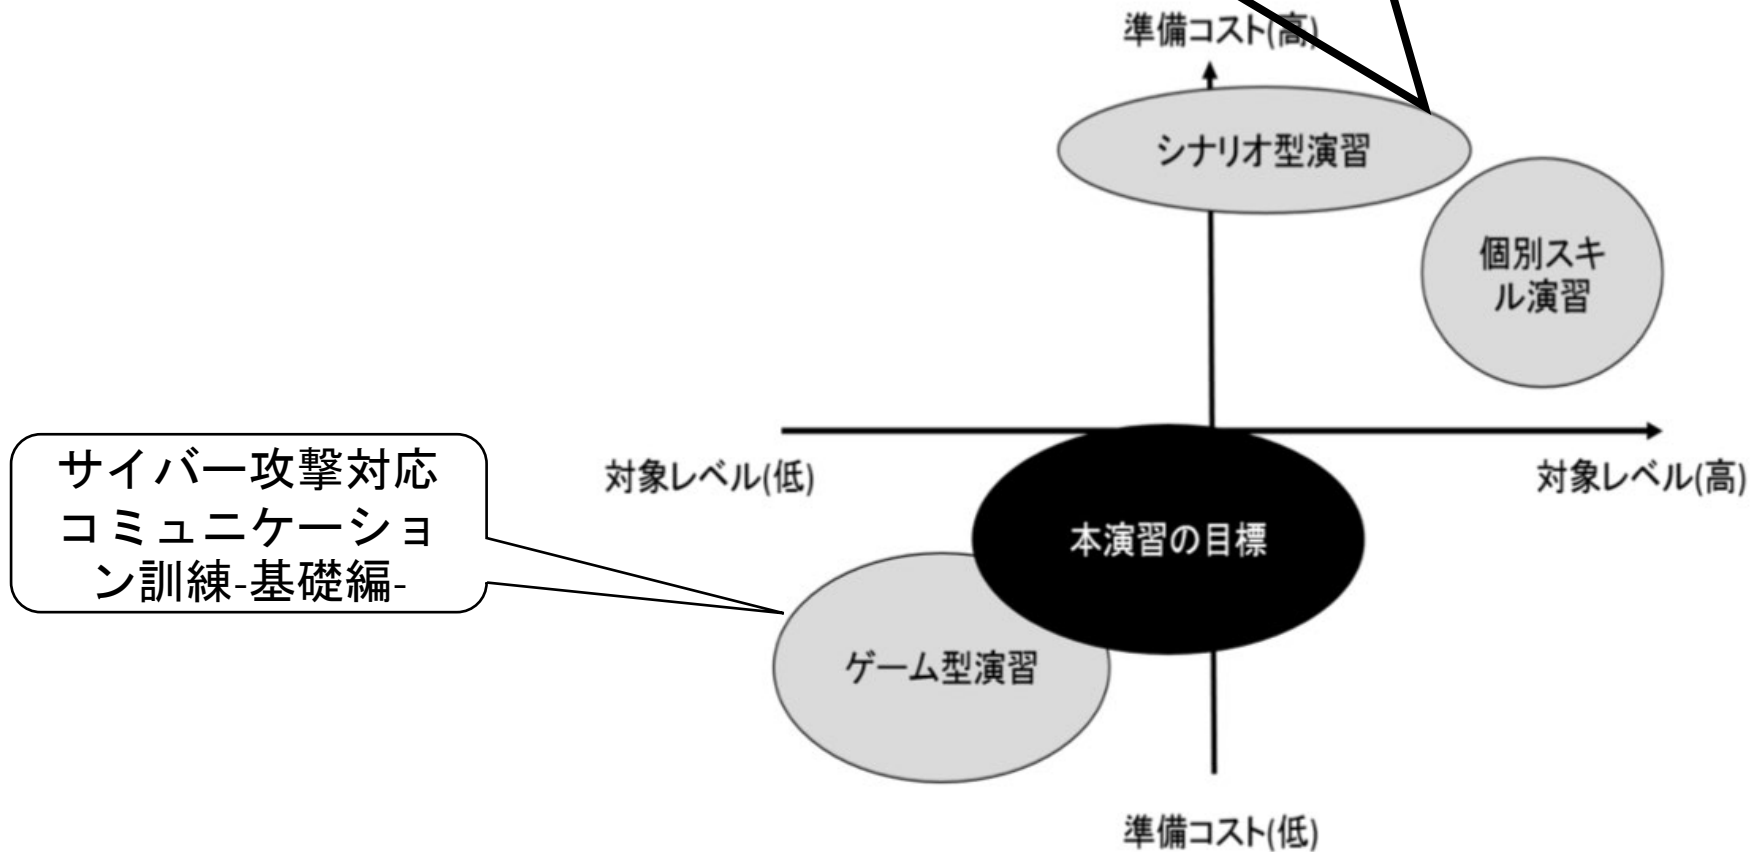 準備コスト(高)
シナリオ型演習
個別スキ
ル演習
対象レベル(低)
対象レベル(高)
サイバー攻撃対応
コミュニケーショ
ン訓練-基礎編-
本演習の目標
ゲーム型演習
準備コスト(低)